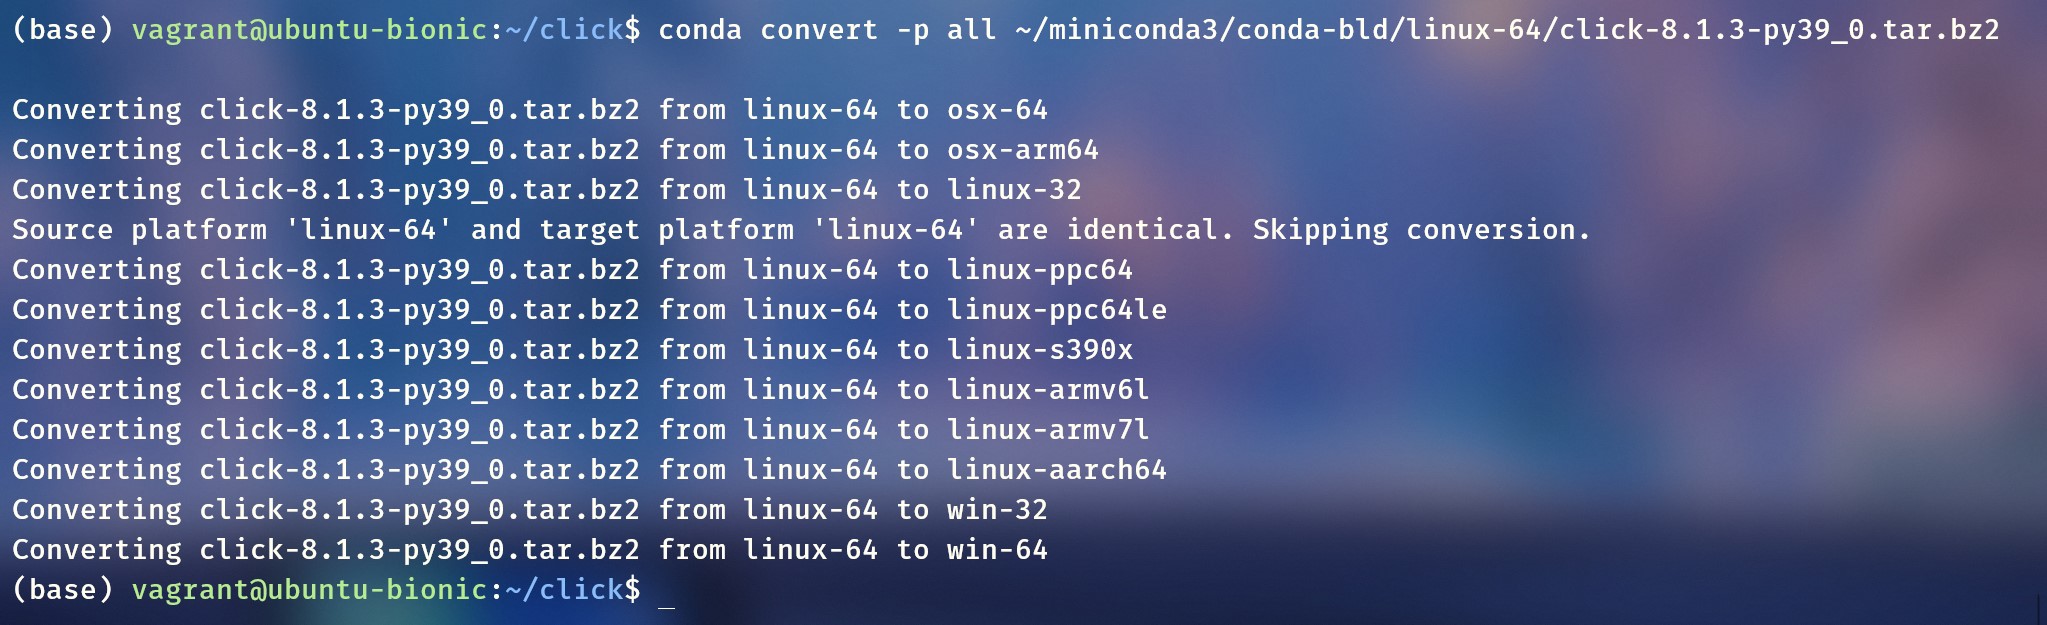 (base) vagrant@ubuntu-bionic:~/click$ conda convert -p all ~/miniconda3/conda-bld/linux-64/click-8.1.3-py39_0.tar.bz2
Converting click-8.1.3-py39_0.tar.bz2 from linux-64 to osx-64
Converting click-8.1.3-py39_0.tar.bz2 from linux-64 to osx-arm64
Converting click-8.1.3-py39_0.tar.bz2 from linux-64 to linux-32
Source platform 'linux-64' and target platform 'linux-64' are identical. Skipping conversion.
Converting click-8.1.3-py39_0.tar.bz2 from linux-64 to linux-ppc64
Converting click-8.1.3-py39_0.tar.bz2 from linux-64 to linux-ppc64le
Converting click-8.1.3-py39_0.tar.bz2 from linux-64 to linux-s390x
Converting click-8.1.3-py39_0.tar.bz2 from linux-64 to linux-armv6l
Converting click-8.1.3-py39_0.tar.bz2 from linux-64 to linux-armv7l
Converting click-8.1.3-py39_0.tar.bz2 from linux-64 to linux-aarch64
Converting click-8.1.3-py39_0.tar.bz2 from linux-64 to win-32
Converting click-8.1.3-py39_0.tar.bz2 from linux-64 to win-64
(base) vagrant@ubuntu-bionic:~/click$ _